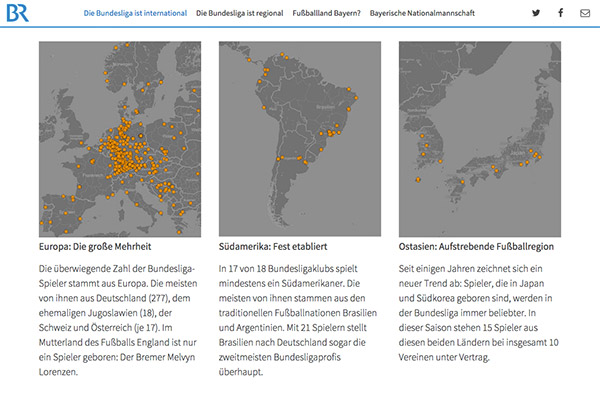 BR
Die Bundesliga ist international Die Bundesliga ist regional Fußballland Bayern? Bayerische Nationalmannschaft
Europa: Die große Mehrheit
Die überwiegende Zahl der Bundesliga-
Spieler stammt aus Europa. Die meisten
von ihnen aus Deutschland (277), dem
ehemaligen Jugoslawien (18), der
Schweiz und Österreich (je 17). Im
Mutterland des Fußballs England ist nur
ein Spieler geboren: Der Bremer Melvyn
Lorenzen.
Südamerika: Fest etabliert
In 17 von 18 Bundesligaklubs spielt
mindestens ein Südamerikaner. Die
meisten von ihnen stammen aus den
traditionellen Fußballnationen Brasilien
und Argentinien. Mit 21 Spielern stellt
Brasilien nach Deutschland sogar die
zweitmeisten Bundesligaprofis
überhaupt.
Ostasien: Aufstrebende Fußballregion
Seit einigen Jahren zeichnet sich ein
neuer Trend ab: Spieler, die in Japan
und Südkorea geboren sind, werden in
der Bundesliga immer beliebter. In
dieser Saison stehen 15 Spieler aus
diesen beiden Ländern bei insgesamt 10
Vereinen unter Vertrag.